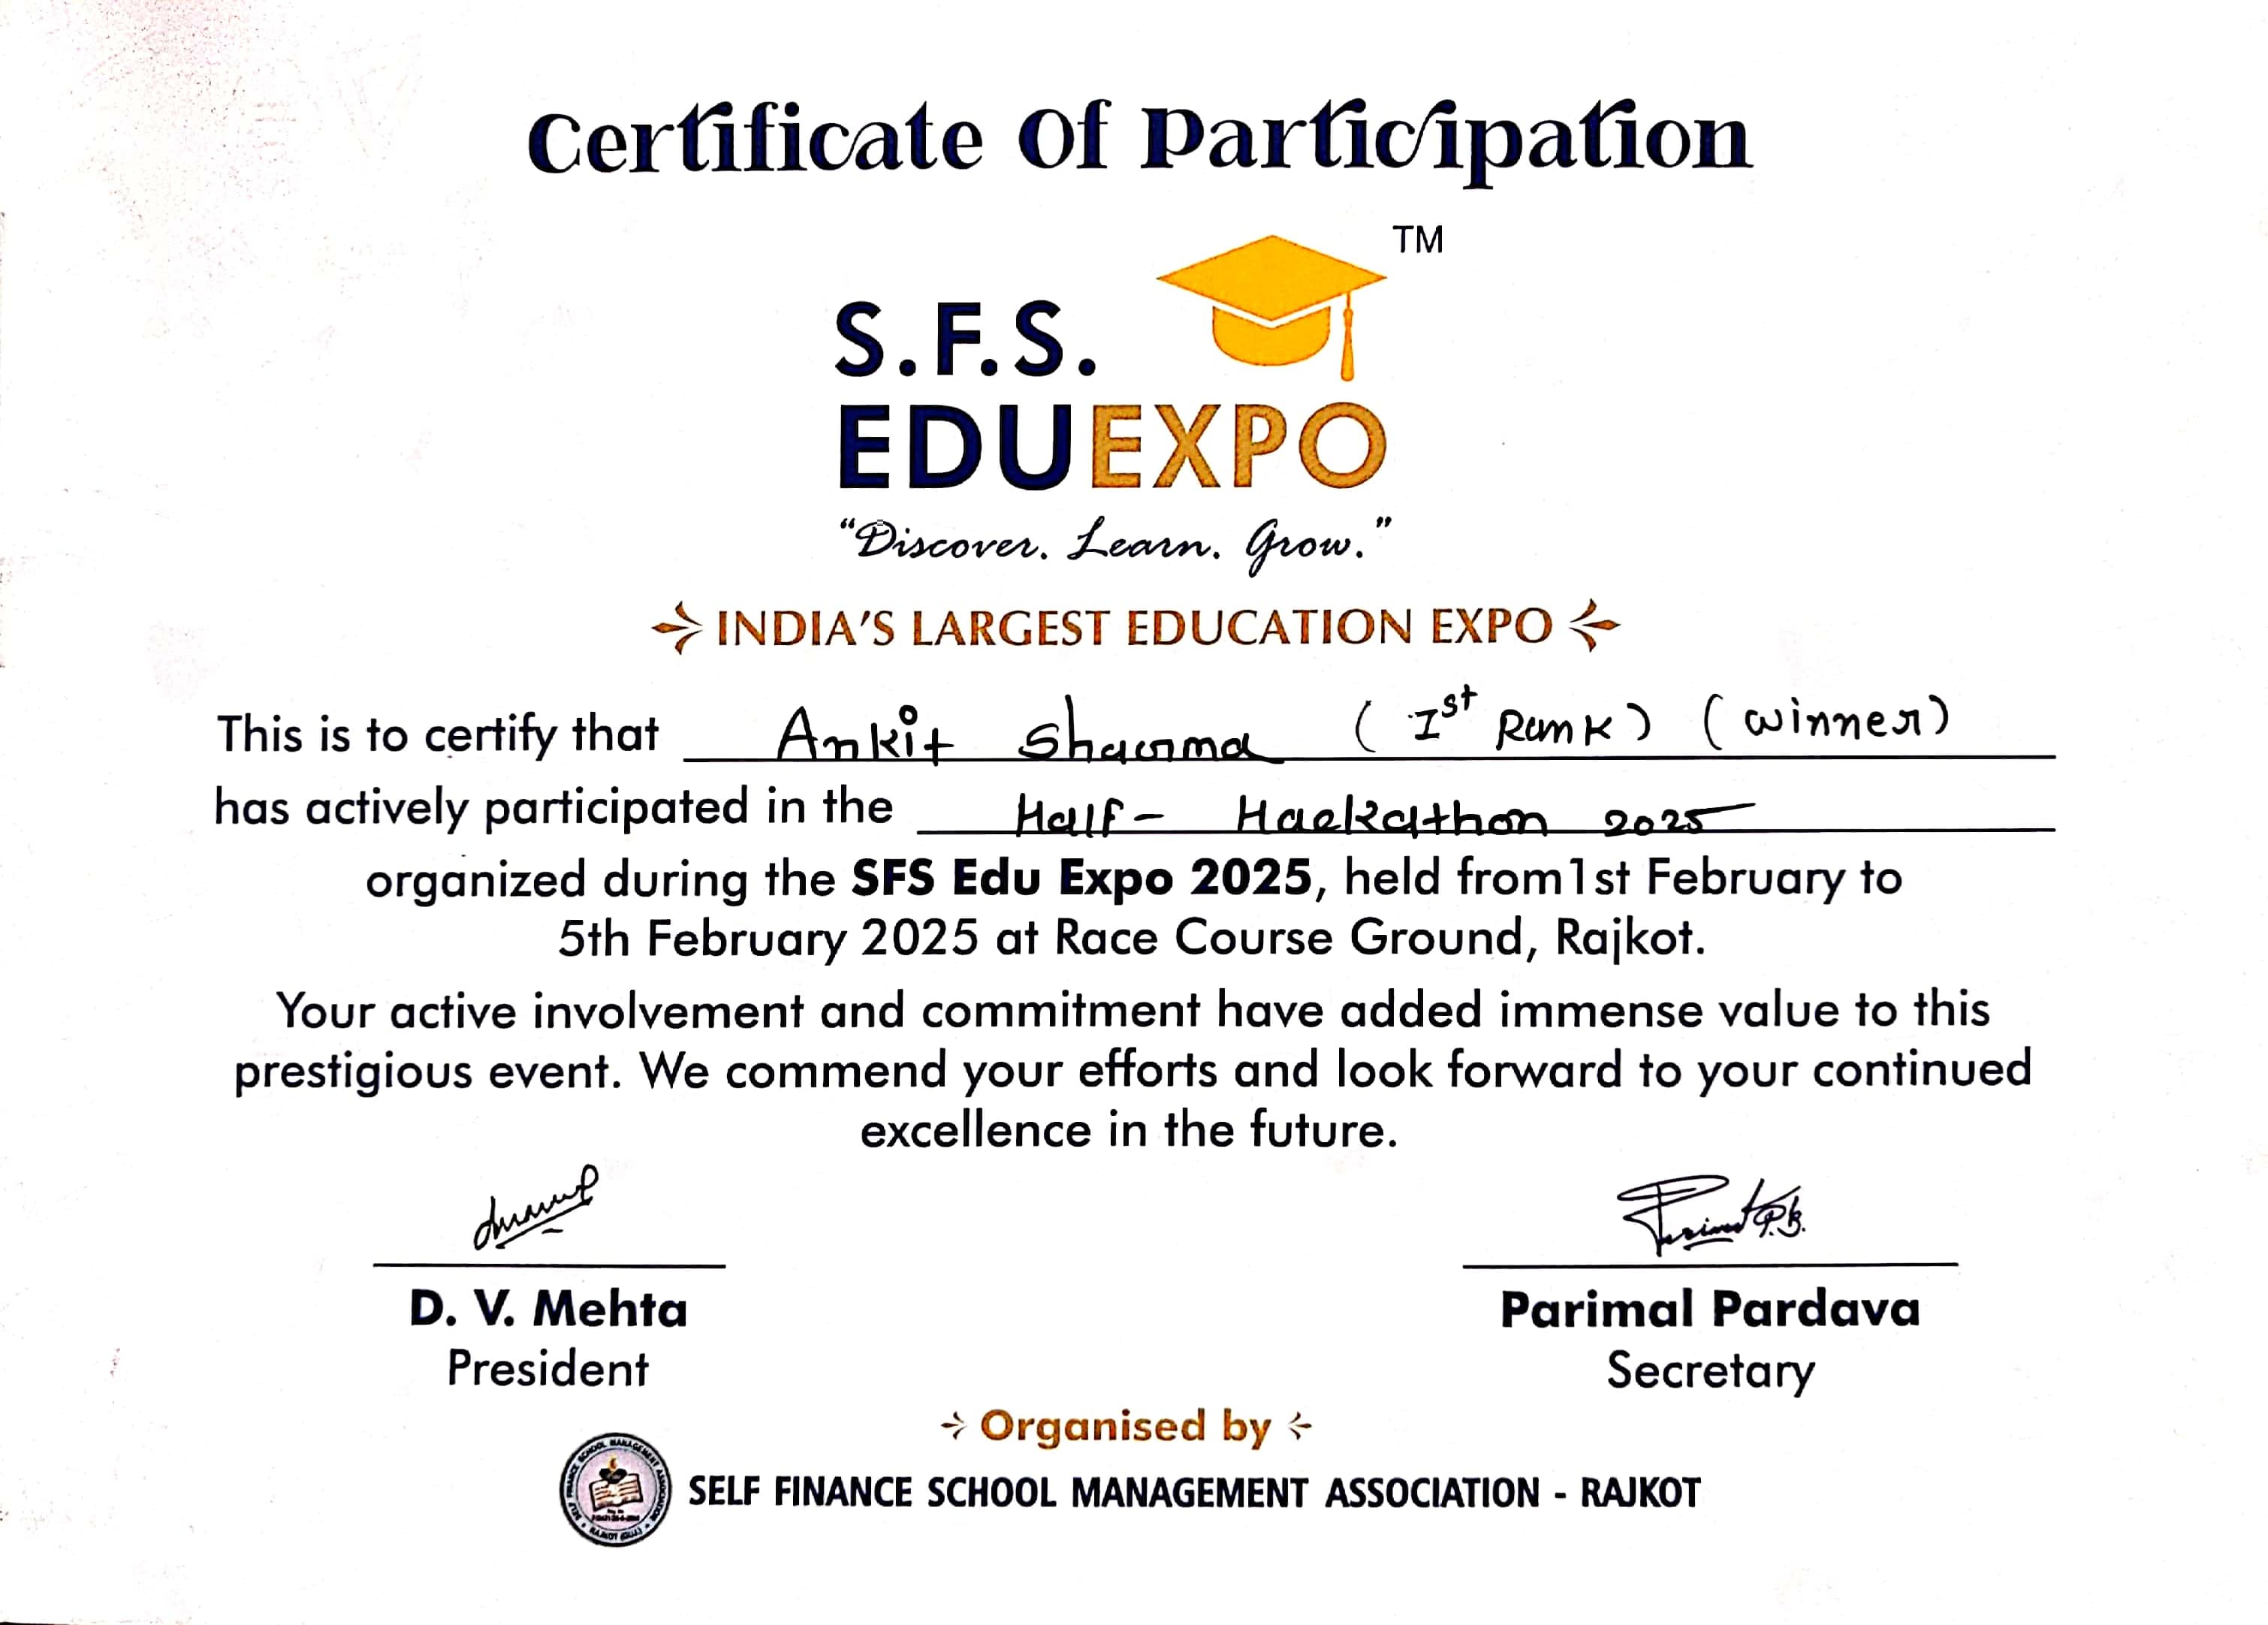 Certificate Of Participation
TM
S.F.S.
EDUEXPO
"Discover. Learn. Grow."
INDIA'S LARGEST EDUCATION EXPO
This is to certify that Ankit Sharma (Ist Rank) (Winner)
has actively participated in the Half- Hackathon 2025
organized during the SFS Edu Expo 2025, held from1st February to
5th February 2025 at Race Course Ground, Rajkot.
Your active involvement and commitment have added immense value to this
prestigious event. We commend your efforts and look forward to your continued
excellence in the future.
D. V. Mehta
Parimal Pardava
President
Secretary
Organised by
SELF FINANCE SCHOOL MANAGEMENT ASSOCIATION - RAJKOT